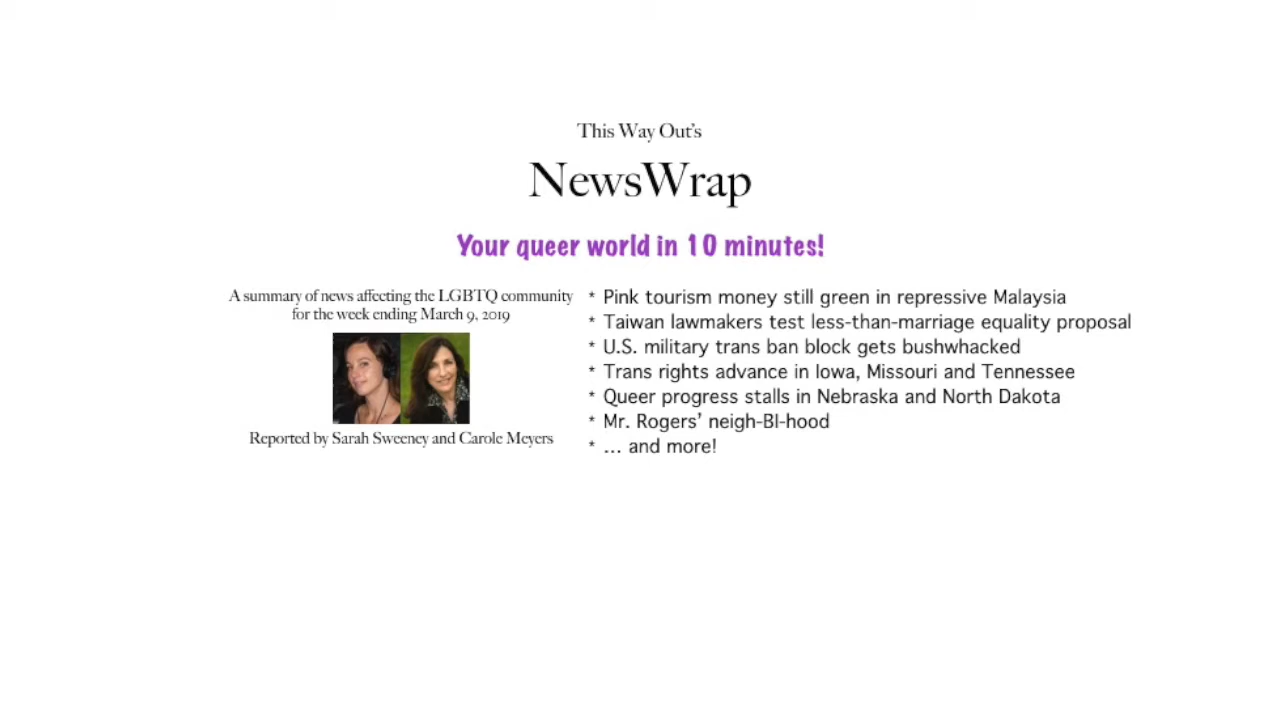 This Way Out's
NewsWrap
Your queer world in 10 minutes!
A summary of news affecting the LGBTQ community
for the week ending March 9, 2019
Reported by Sarah Sweeney and Carole Meyers
* Pink tourism money still green in repressive Malaysia
* Taiwan lawmakers test less-than-marriage equality proposal
* U.S. military trans ban block gets bushwhacked
* Trans rights advance in Iowa, Missouri and Tennessee
* Queer progress stalls in Nebraska and North Dakota
* Mr. Rogers' neigh-BI-hood
* ... and more!